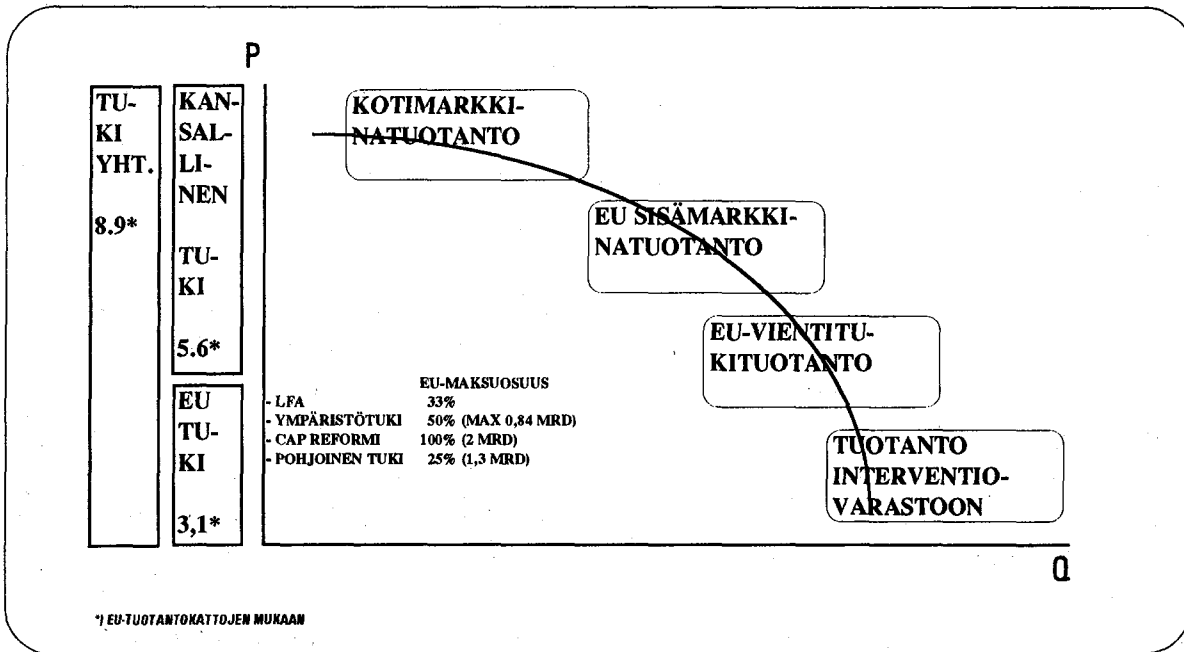 P
TU-
KI
YHT.
8.9*
KAN-
SAL-
LI-
NEN
TU-
KI
5.6*
EU
TU-
KI
3,1*
KOTIMARKKI-
NATUOTANTO
EU SISÄMARKKI-
NATUOTANTO
EU-VIENTITU-
KITUOTANTO
TUOTANTO
INTERVENTIO-
VARASTOON
EU-MAKSUOSUUS
- LFA 33%
- YMPÄRISTÖTUKI 50% (MAX 0,84 MRD)
- CAP REFORMI 100% (2 MRD)
- POHJOINEN TUKI 25% (1,3 MRD)
Q
*) EU-TUOTANTOKATTOJEN MUKAAN